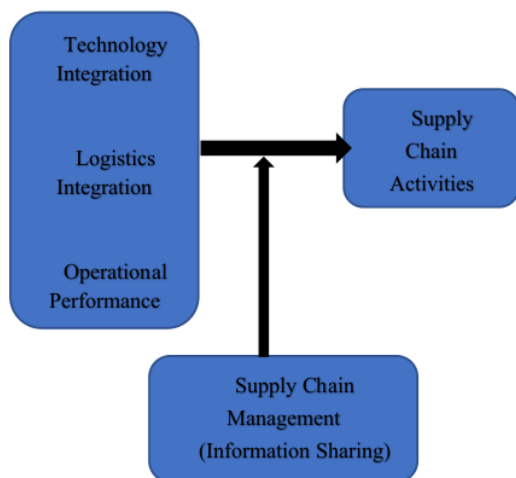 Technology
Integration
Logistics
Integration
Operational
Performance
Supply
Chain
Activities
Supply Chain
Management
(Information Sharing)